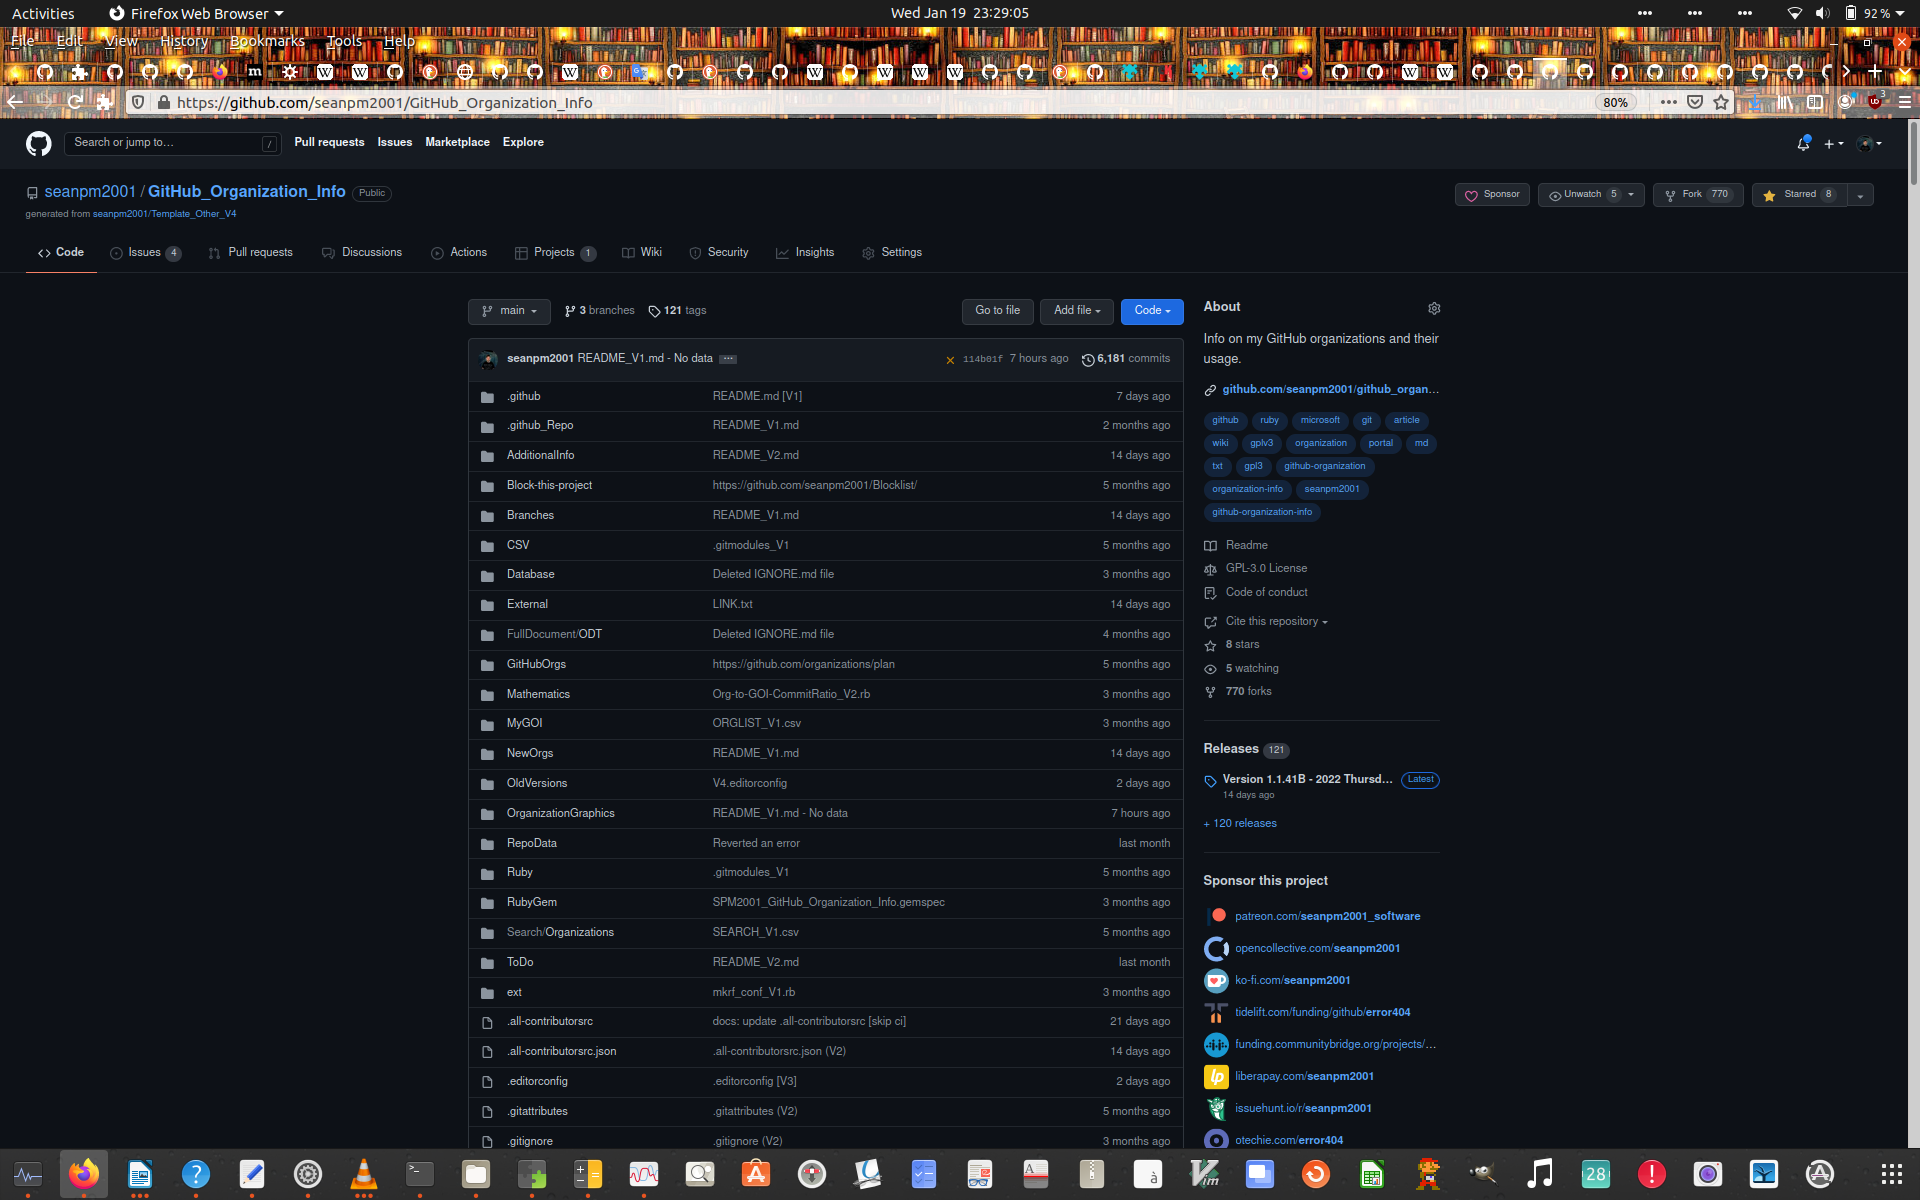 Activities Firefox Web Browser Wed Jan 19 23:29:05 92 %
File Edit View History Bookmarks Tools Help
https://github.com/seanpm2001/GitHub_Organization_Info 80% 3
Search or jump to… / Pull requests Issues Marketplace Explore
seanpm2001 / GitHub_Organization_Info Public
generated from seanpm2001/Template_Other_V4
Sponsor Unwatch 5 Fork 770 Starred 8
Code Issues 4 Pull requests Discussions Actions Projects 1 Wiki Security Insights Settings
main 3 branches 121 tags Go to file Add file Code
seanpm2001 README_V1.md - No data ... 114b01f 7 hours ago 6,181 commits
.github README.md [V1] 7 days ago
.github_Repo README_V1.md 2 months ago
AdditionalInfo README_V2.md 14 days ago
Block-this-project https://github.com/seanpm2001/Blocklist/ 5 months ago
Branches README_V1.md 14 days ago
CSV .gitmodules_V1 5 months ago
Database Deleted IGNORE.md file 3 months ago
External LINK.txt 14 days ago
FullDocument/ODT Deleted IGNORE.md file 4 months ago
GitHubOrgs https://github.com/organizations/plan 5 months ago
Mathematics Org-to-GOI-CommitRatio_V2.rb 3 months ago
MyGOI ORGLIST_V1.csv 3 months ago
NewOrgs README_V1.md 14 days ago
OldVersions V4.editorconfig 2 days ago
OrganizationGraphics README_V1.md - No data 7 hours ago
RepoData Reverted an error last month
Ruby .gitmodules_V1 5 months ago
RubyGem SPM2001_GitHub_Organization_Info.gemspec 3 months ago
Search/Organizations SEARCH_V1.csv 5 months ago
ToDo README_V2.md last month
ext mkrf_conf_V1.rb 3 months ago
.all-contributorsrc docs: update .all-contributorsrc [skip ci] 21 days ago
.all-contributorsrc.json .all-contributorsrc.json (V2) 14 days ago
.editorconfig .editorconfig [V3] 2 days ago
.gitattributes .gitattributes (V2) 5 months ago
.gitignore .gitignore (V2) 3 months ago
About
Info on my GitHub organizations and their
usage.
github.com/seanpm2001/github_organ…
github ruby microsoft git article
wiki gplv3 organization portal md
txt gpl3 github-organization
organization-info seanpm2001
github-organization-info
Readme
GPL-3.0 License
Code of conduct
Cite this repository
8 stars
5 watching
770 forks
Releases 121
Version 1.1.41B - 2022 Thursd… Latest
14 days ago
+ 120 releases
Sponsor this project
patreon.com/seanpm2001_software
opencollective.com/seanpm2001
ko-fi.com/seanpm2001
tidelift.com/funding/github/error404
funding.communitybridge.org/projects/…
liberapay.com/seanpm2001
issuehunt.io/r/seanpm2001
otechie.com/error404
28